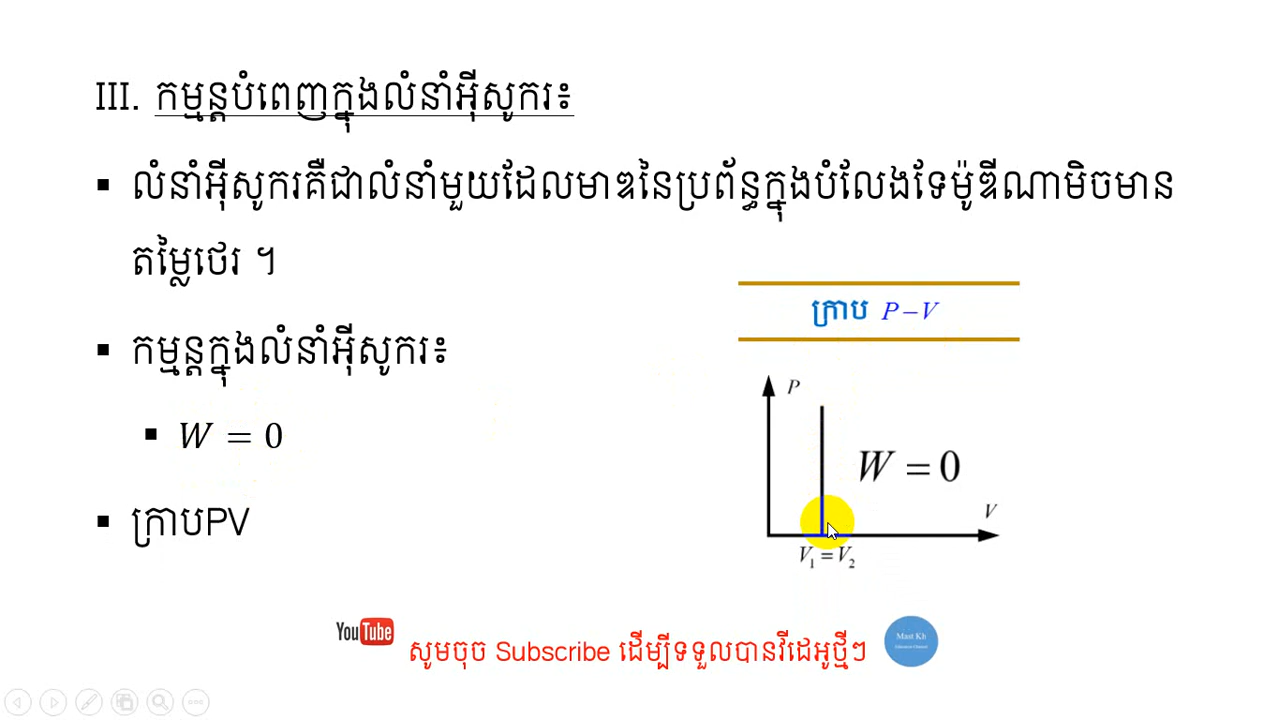 III. កម្មន្តបំពេញក្នុងលំនាំអ៊ីសូករ៖
▪ លំនាំអ៊ីសូករគឺជាលំនាំមួយដែលមាឌនៃប្រព័ន្ធក្នុងបំលែងទែម៉ូឌីណាមិចមាន
តម្លៃថេរ ។
ក្រាប P – V
▪ កម្មន្តក្នុងលំនាំអ៊ីសូករ៖
P
▪ W = 0
W = 0
▪ ក្រាបPV
V
V₁ = V₂
YouTube
សូមចុច Subscribe ដើម្បីទទួលបានវីដេអូថ្មីៗ
Mast Kh